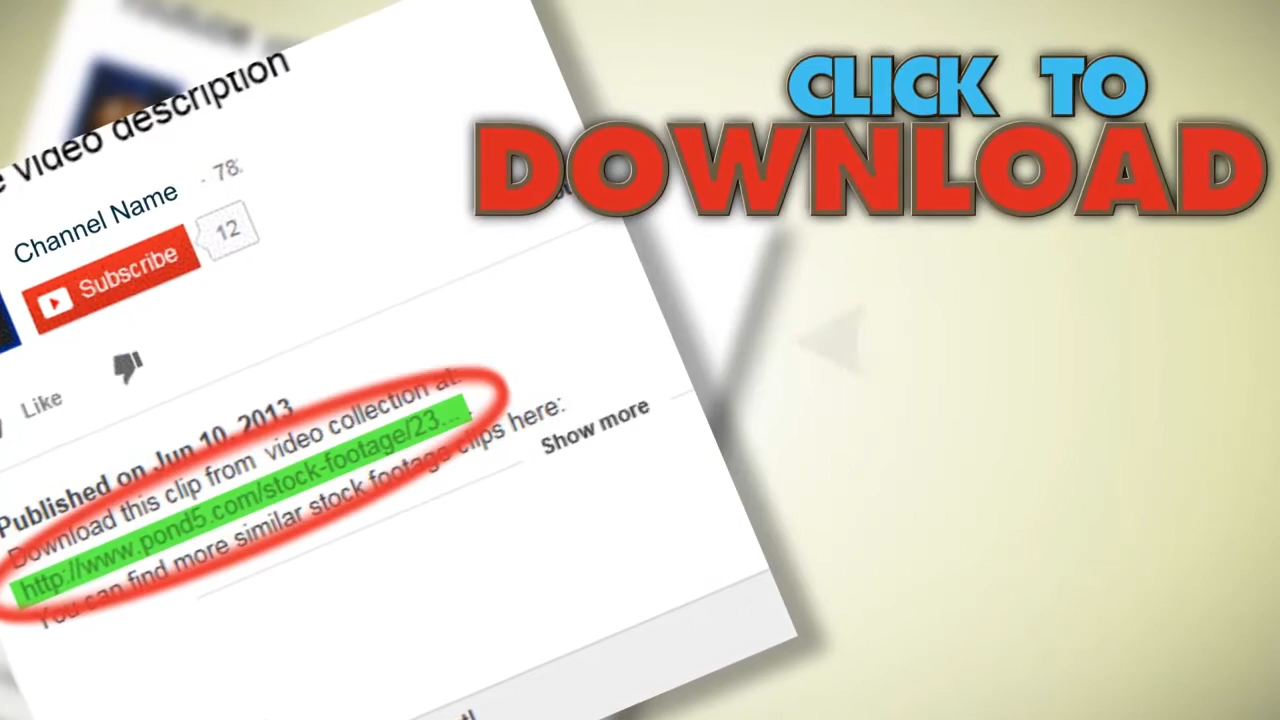 CLICK TO
DOWNLOAD
video description
Channel Name
78
Subscribe
12
Like
Published on Jun 10, 2013
Download this clip from video collection at:
http://www.pond5.com/stock-footage/23...
You can find more similar stock footage clips here:
Show more